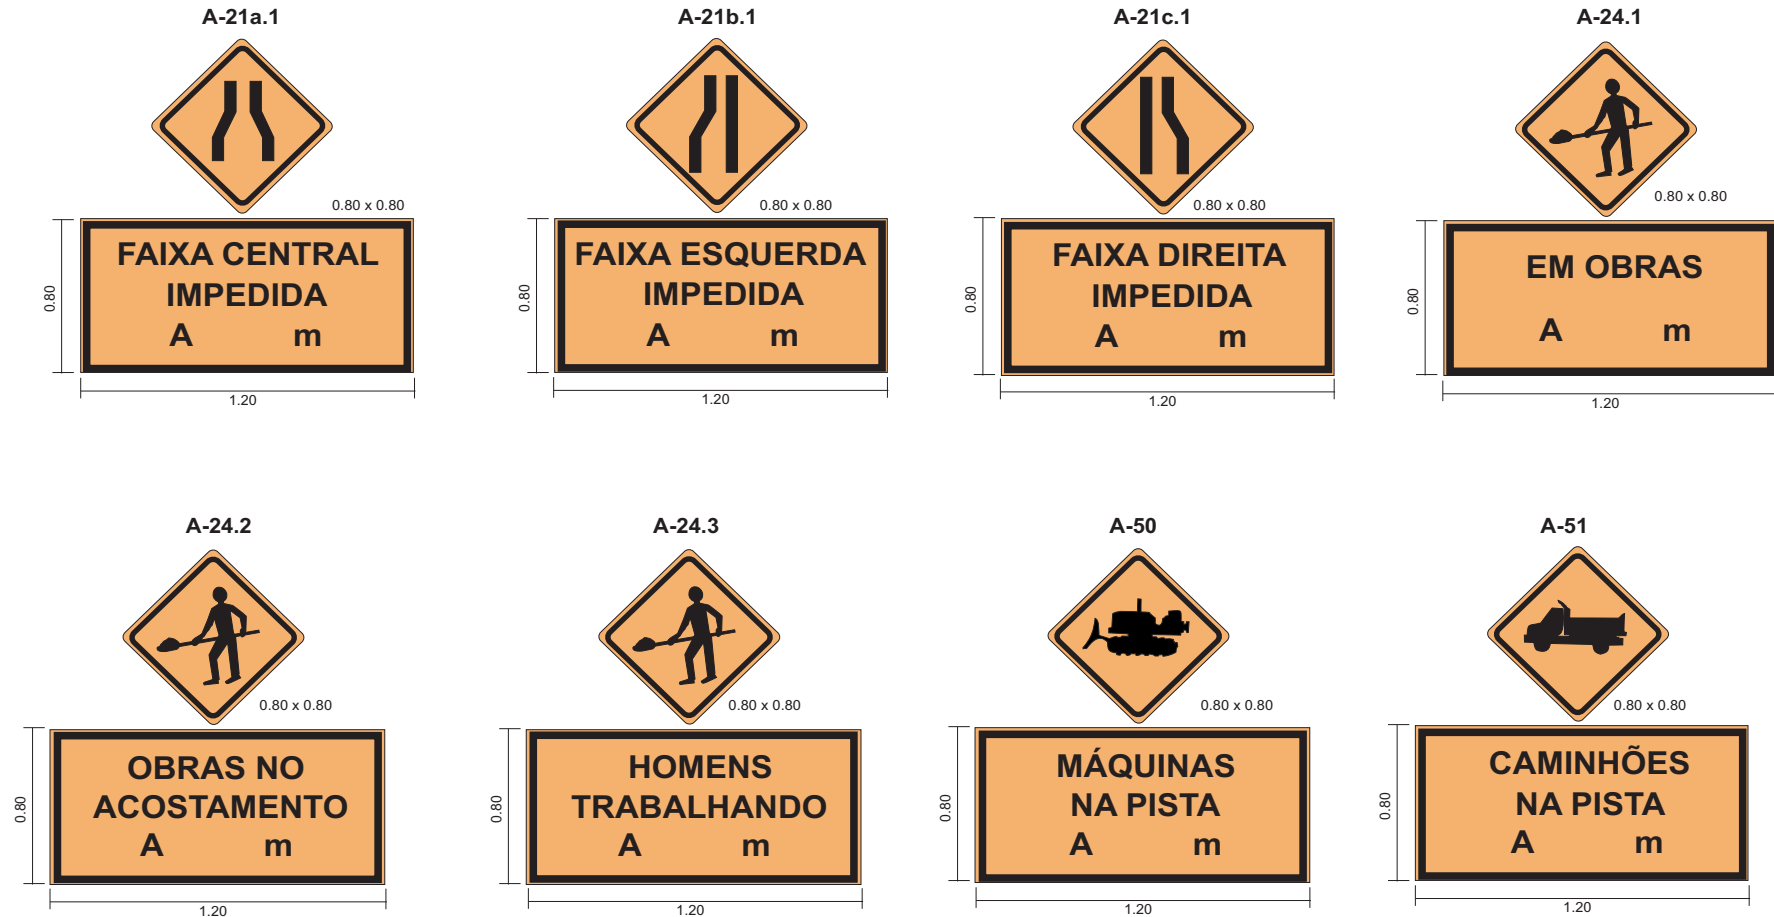 A-21a.1
0.80 x 0.80
FAIXA CENTRAL
IMPEDIDA
A m
0.80
1.20
A-21b.1
0.80 x 0.80
FAIXA ESQUERDA
IMPEDIDA
A m
0.80
1.20
A-21c.1
0.80 x 0.80
FAIXA DIREITA
IMPEDIDA
A m
0.80
1.20
A-24.1
0.80 x 0.80
EM OBRAS
A m
0.80
1.20
A-24.2
0.80 x 0.80
OBRAS NO
ACOSTAMENTO
A m
0.80
1.20
A-24.3
0.80 x 0.80
HOMENS
TRABALHANDO
A m
0.80
1.20
A-50
0.80 x 0.80
MÁQUINAS
NA PISTA
A m
0.80
1.20
A-51
0.80 x 0.80
CAMINHÕES
NA PISTA
A m
0.80
1.20